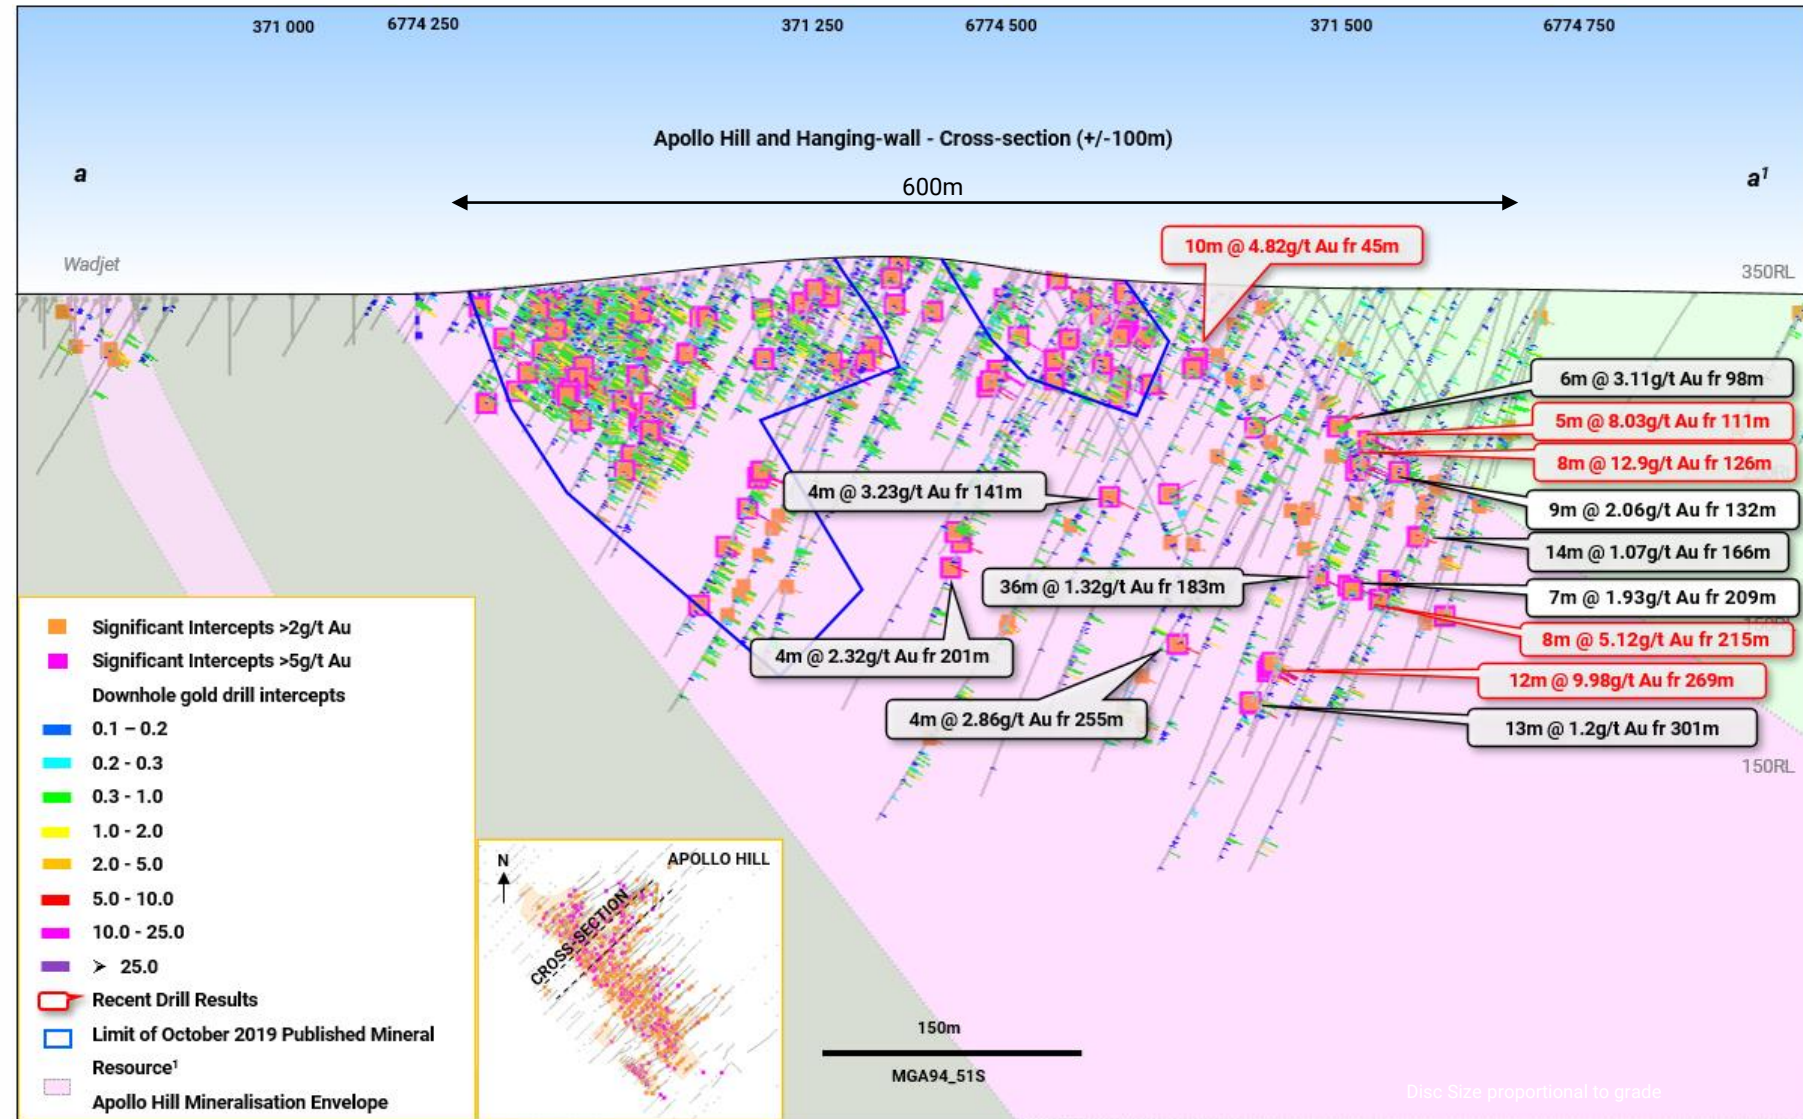 371 000
6774 250
371 250
6774 500
371 500
6774 750
Apollo Hill and Hanging-wall - Cross-section (+/-100m)
a
a¹
600m
10m @ 4.82g/t Au fr 45m
Wadjet
350RL
6m @ 3.11g/t Au fr 98m
5m @ 8.03g/t Au fr 111m
8m @ 12.9g/t Au fr 126m
4m @ 3.23g/t Au fr 141m
9m @ 2.06g/t Au fr 132m
14m @ 1.07g/t Au fr 166m
36m @ 1.32g/t Au fr 183m
7m @ 1.93g/t Au fr 209m
8m @ 5.12g/t Au fr 215m
4m @ 2.32g/t Au fr 201m
12m @ 9.98g/t Au fr 269m
4m @ 2.86g/t Au fr 255m
13m @ 1.2g/t Au fr 301m
150RL
Significant Intercepts >2g/t Au
Significant Intercepts >5g/t Au
Downhole gold drill intercepts
0.1 – 0.2
0.2 - 0.3
0.3 - 1.0
1.0 - 2.0
2.0 - 5.0
5.0 - 10.0
10.0 - 25.0
➢ 25.0
Recent Drill Results
Limit of October 2019 Published Mineral
Resource¹
Apollo Hill Mineralisation Envelope
N
APOLLO HILL
CROSS-SECTION
150m
MGA94_51S
Disc Size proportional to grade